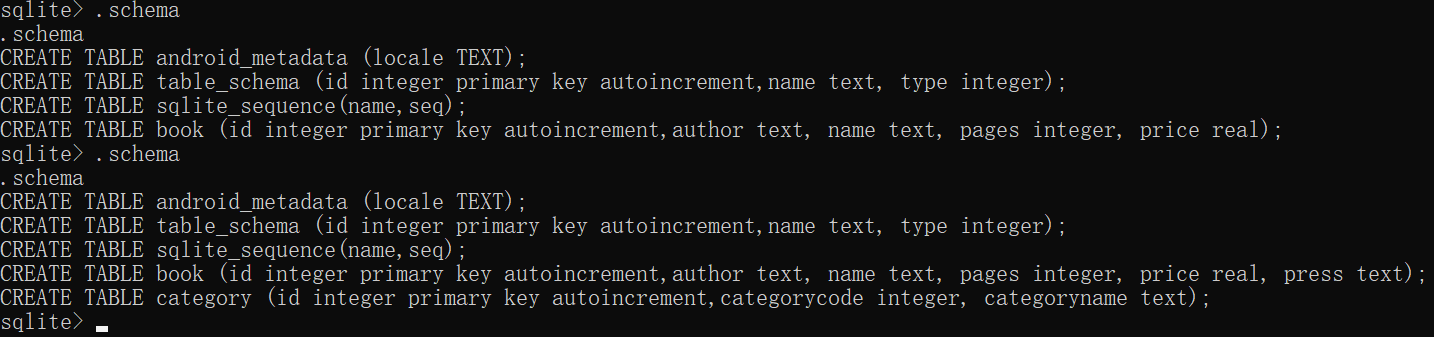 sqlite> .schema
.schema
CREATE TABLE android_metadata (locale TEXT);
CREATE TABLE table_schema (id integer primary key autoincrement,name text, type integer);
CREATE TABLE sqlite_sequence(name,seq);
CREATE TABLE book (id integer primary key autoincrement,author text, name text, pages integer, price real);
sqlite> .schema
.schema
CREATE TABLE android_metadata (locale TEXT);
CREATE TABLE table_schema (id integer primary key autoincrement,name text, type integer);
CREATE TABLE sqlite_sequence(name,seq);
CREATE TABLE book (id integer primary key autoincrement,author text, name text, pages integer, price real, press text);
CREATE TABLE category (id integer primary key autoincrement,categorycode integer, categoryname text);
sqlite>